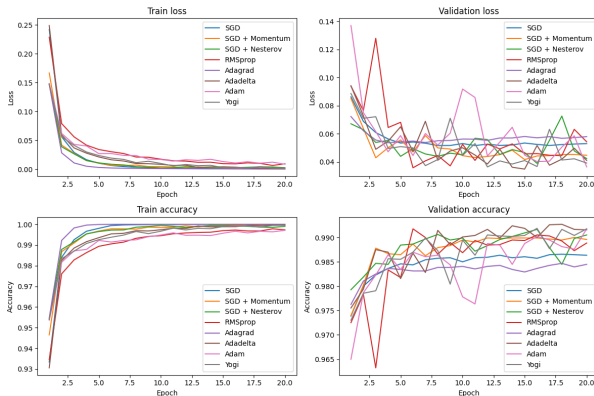 Train loss
0.25
0.20
0.15
0.10
0.05
0.00
Loss
2.5 5.0 7.5 10.0 12.5 15.0 17.5 20.0
Epoch
SGD
SGD + Momentum
SGD + Nesterov
RMSprop
Adagrad
Adadelta
Adam
Yogi
Validation loss
0.14
0.12
0.10
0.08
0.06
0.04
Loss
2.5 5.0 7.5 10.0 12.5 15.0 17.5 20.0
Epoch
SGD
SGD + Momentum
SGD + Nesterov
RMSprop
Adagrad
Adadelta
Adam
Yogi
Train accuracy
1.00
0.99
0.98
0.97
0.96
0.95
0.94
0.93
Accuracy
2.5 5.0 7.5 10.0 12.5 15.0 17.5 20.0
Epoch
SGD
SGD + Momentum
SGD + Nesterov
RMSprop
Adagrad
Adadelta
Adam
Yogi
Validation accuracy
0.990
0.985
0.980
0.975
0.970
0.965
Accuracy
2.5 5.0 7.5 10.0 12.5 15.0 17.5 20.0
Epoch
SGD
SGD + Momentum
SGD + Nesterov
RMSprop
Adagrad
Adadelta
Adam
Yogi